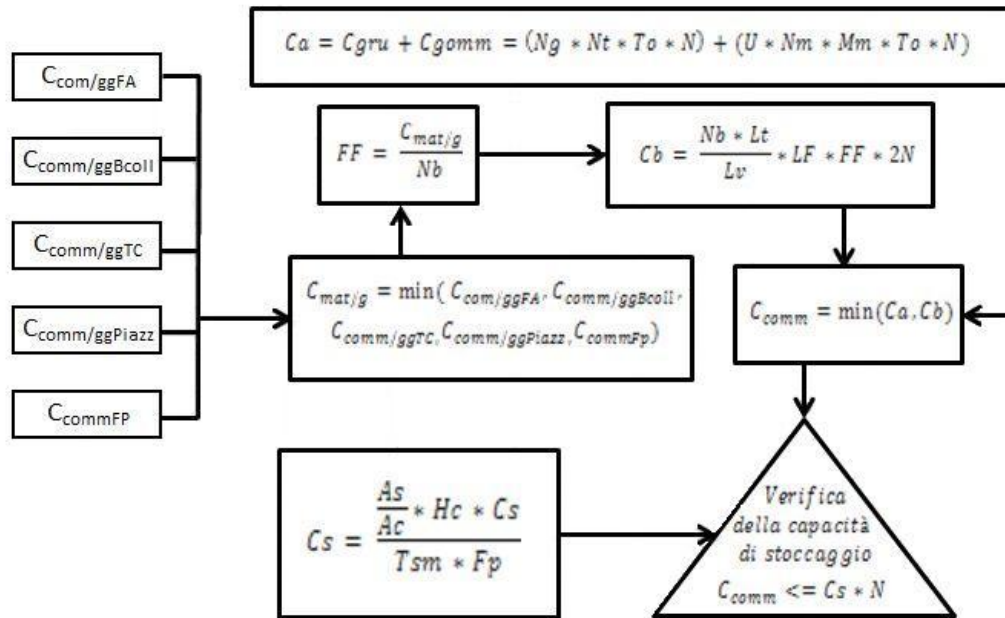 Ca = Cgru + Cgomm = (Ng * Nt * To * N) + (U * Nm * Mm * To * N)
C_com/ggFA
C_comm/ggBcoll
C_comm/ggTC
C_comm/ggPiazz
C_commFP
FF = C_mat/g / Nb
Cb = Nb * Lt / Lv * LF * FF * 2N
C_mat/g = min( C_com/ggFA, C_comm/ggBcoll,
C_comm/ggTC, C_comm/ggPiazz, C_commFp)
C_comm = min(Ca, Cb)
Cs = As / Ac * Hc * Cs / Tsm * Fp
Verifica
della capacità
di stoccaggio
C_comm <= Cs * N